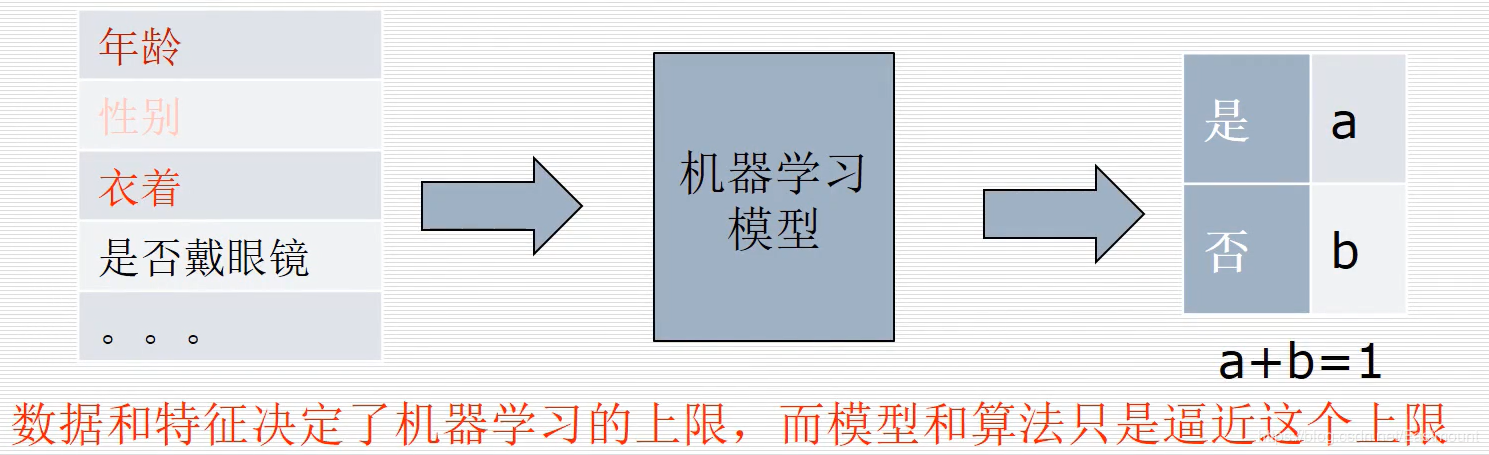 年龄
性别
衣着
是否戴眼镜
。。。
机器学习
模型
是 a
否 b
a+b=1
数据和特征决定了机器学习的上限，而模型和算法只是逼近这个上限